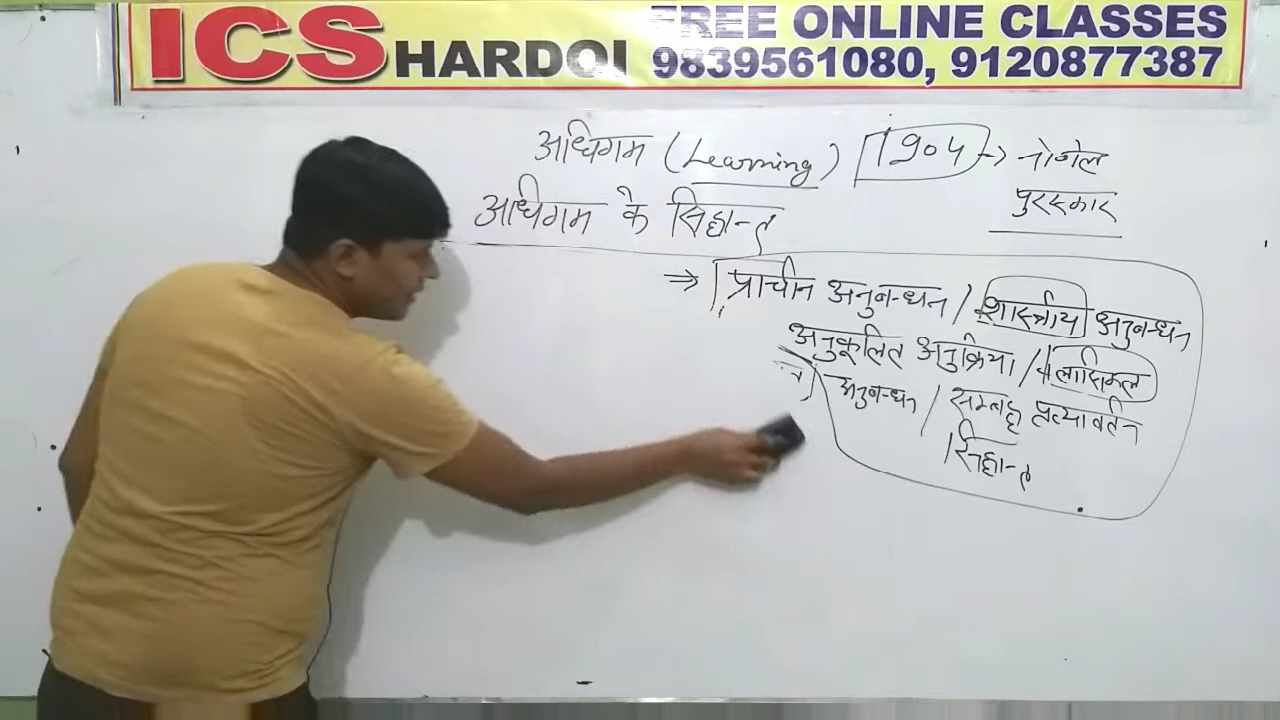 ICS HARDOI FREE ONLINE CLASSES
9839561080, 9120877387
अधिगम (Learning) 1904 → नोबेल
पुरस्कार
अधिगम के सिद्धान्त
⇒ प्राचीन अनुबन्धन / शास्त्रीय अनुबन्धन
अनुकूलित अनुक्रिया / क्लासिकल
अनुबन्धन / सम्बद्ध प्रत्यावर्तन
सिद्धान्त